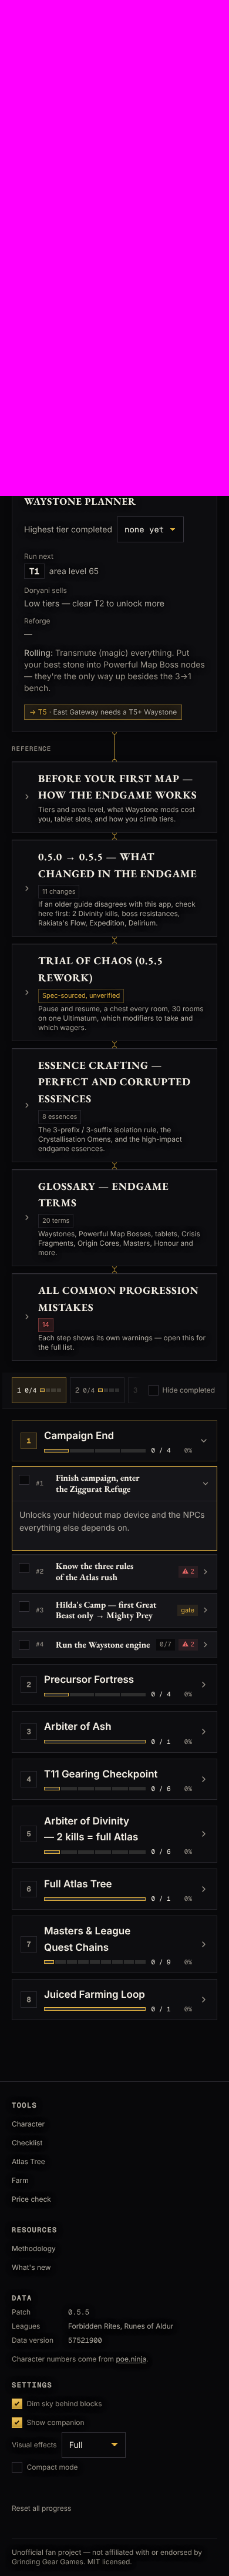 WAYSTONE PLANNER
Highest tier completed none yet
Run next
T1 area level 65
Doryani sells
Low tiers — clear T2 to unlock more
Reforge
—
Rolling: Transmute (magic) everything. Put
your best stone into Powerful Map Boss nodes
— they're the only way up besides the 3→1
bench.
→ T5 · East Gateway needs a T5+ Waystone
REFERENCE
BEFORE YOUR FIRST MAP —
HOW THE ENDGAME WORKS
Tiers and area level, what Waystone mods cost
you, tablet slots, and how you climb tiers.
0.5.0 → 0.5.5 — WHAT
CHANGED IN THE ENDGAME
11 changes
If an older guide disagrees with this app, check
here first: 2 Divinity kills, boss resistances,
Rakiata's Flow, Expedition, Delirium.
TRIAL OF CHAOS (0.5.5
REWORK)
Spec-sourced, unverified
Pause and resume, a chest every room, 30 rooms
on one Ultimatum, which modifiers to take and
which wagers.
ESSENCE CRAFTING —
PERFECT AND CORRUPTED
ESSENCES
8 essences
The 3-prefix / 3-suffix isolation rule, the
Crystallisation Omens, and the high-impact
endgame essences.
GLOSSARY — ENDGAME
TERMS
20 terms
Waystones, Powerful Map Bosses, tablets, Crisis
Fragments, Origin Cores, Masters, Honour and
more.
ALL COMMON PROGRESSION
MISTAKES
14
Each step shows its own warnings — open this for
the full list.
1 0/4 2 0/4 3 Hide completed
1 Campaign End
0 / 4 0%
#1 Finish campaign, enter
the Ziggurat Refuge
Unlocks your hideout map device and the NPCs
everything else depends on.
#2 Know the three rules
of the Atlas rush
▲ 2
#3 Hilda's Camp — first Great
Beast only → Mighty Prey
gate
#4 Run the Waystone engine 0/7 ▲ 2
2 Precursor Fortress
0 / 4 0%
3 Arbiter of Ash
0 / 1 0%
4 T11 Gearing Checkpoint
0 / 6 0%
5 Arbiter of Divinity
— 2 kills = full Atlas
0 / 6 0%
6 Full Atlas Tree
0 / 1 0%
7 Masters & League
Quest Chains
0 / 9 0%
8 Juiced Farming Loop
0 / 1 0%
TOOLS
Character
Checklist
Atlas Tree
Farm
Price check
RESOURCES
Methodology
What's new
DATA
Patch 0.5.5
Leagues Forbidden Rites, Runes of Aldur
Data version 57521900
Character numbers come from poe.ninja.
SETTINGS
Dim sky behind blocks
Show companion
Visual effects Full
Compact mode
Reset all progress
Unofficial fan project — not affiliated with or endorsed by
Grinding Gear Games. MIT licensed.